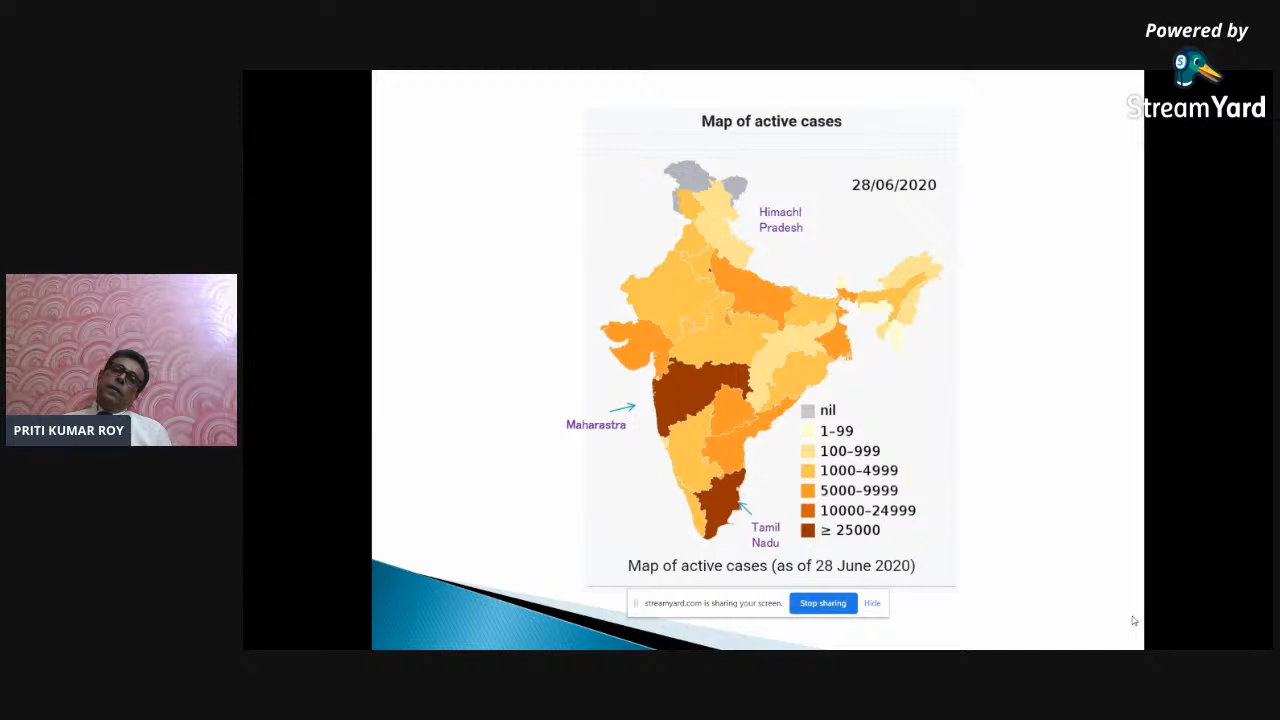 Powered by
StreamYard
Map of active cases
28/06/2020
Himachl
Pradesh
Maharastra
Tamil
Nadu
nil
1–99
100–999
1000–4999
5000–9999
10000–24999
≥ 25000
Map of active cases (as of 28 June 2020)
streamyard.com is sharing your screen.
Stop sharing
Hide
PRITI KUMAR ROY